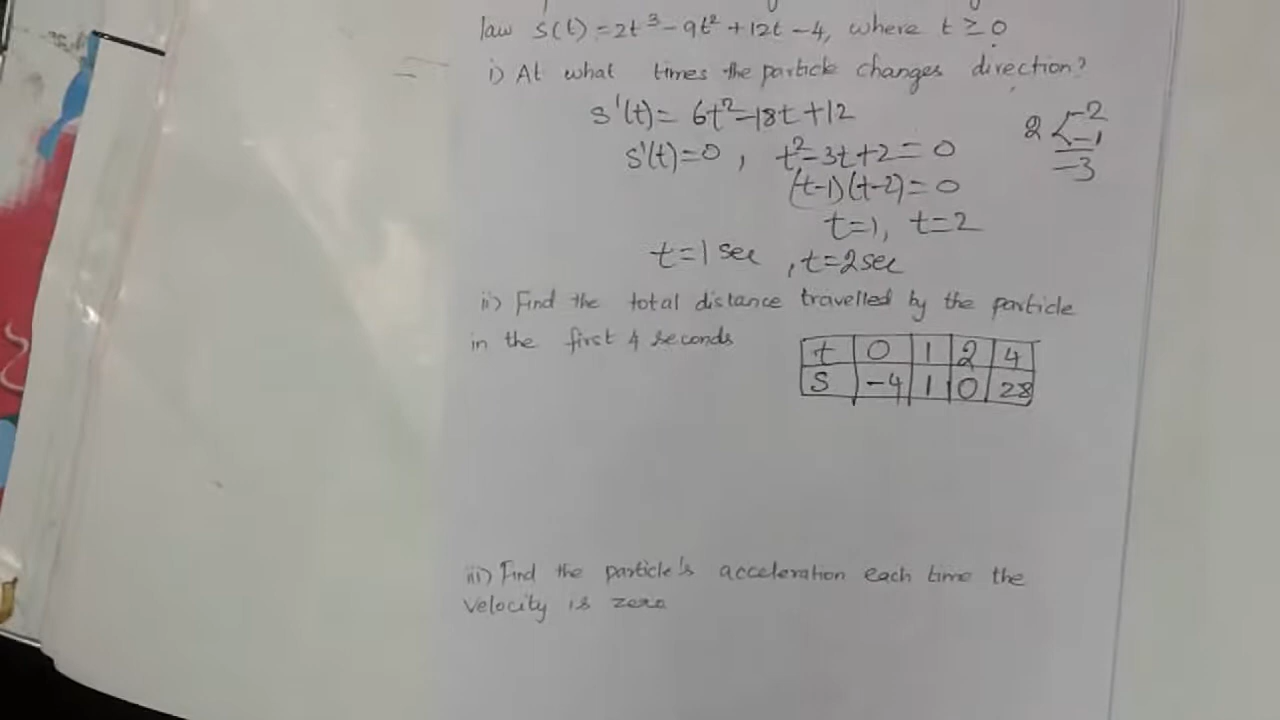 law s(t) = 2t³ - 9t² + 12t - 4, where t ≥ 0
i) At what times the particle changes direction?
s'(t) = 6t² - 18t + 12
s'(t) = 0, t² - 3t + 2 = 0
(t-1)(t-2) = 0
t=1, t=2
t=1 sec, t=2sec
2 < -2
-1
-3
ii) Find the total distance travelled by the particle
in the first 4 seconds
t 0 1 2 4
S -4 1 0 28
iii) Find the particle's acceleration each time the
velocity is zero